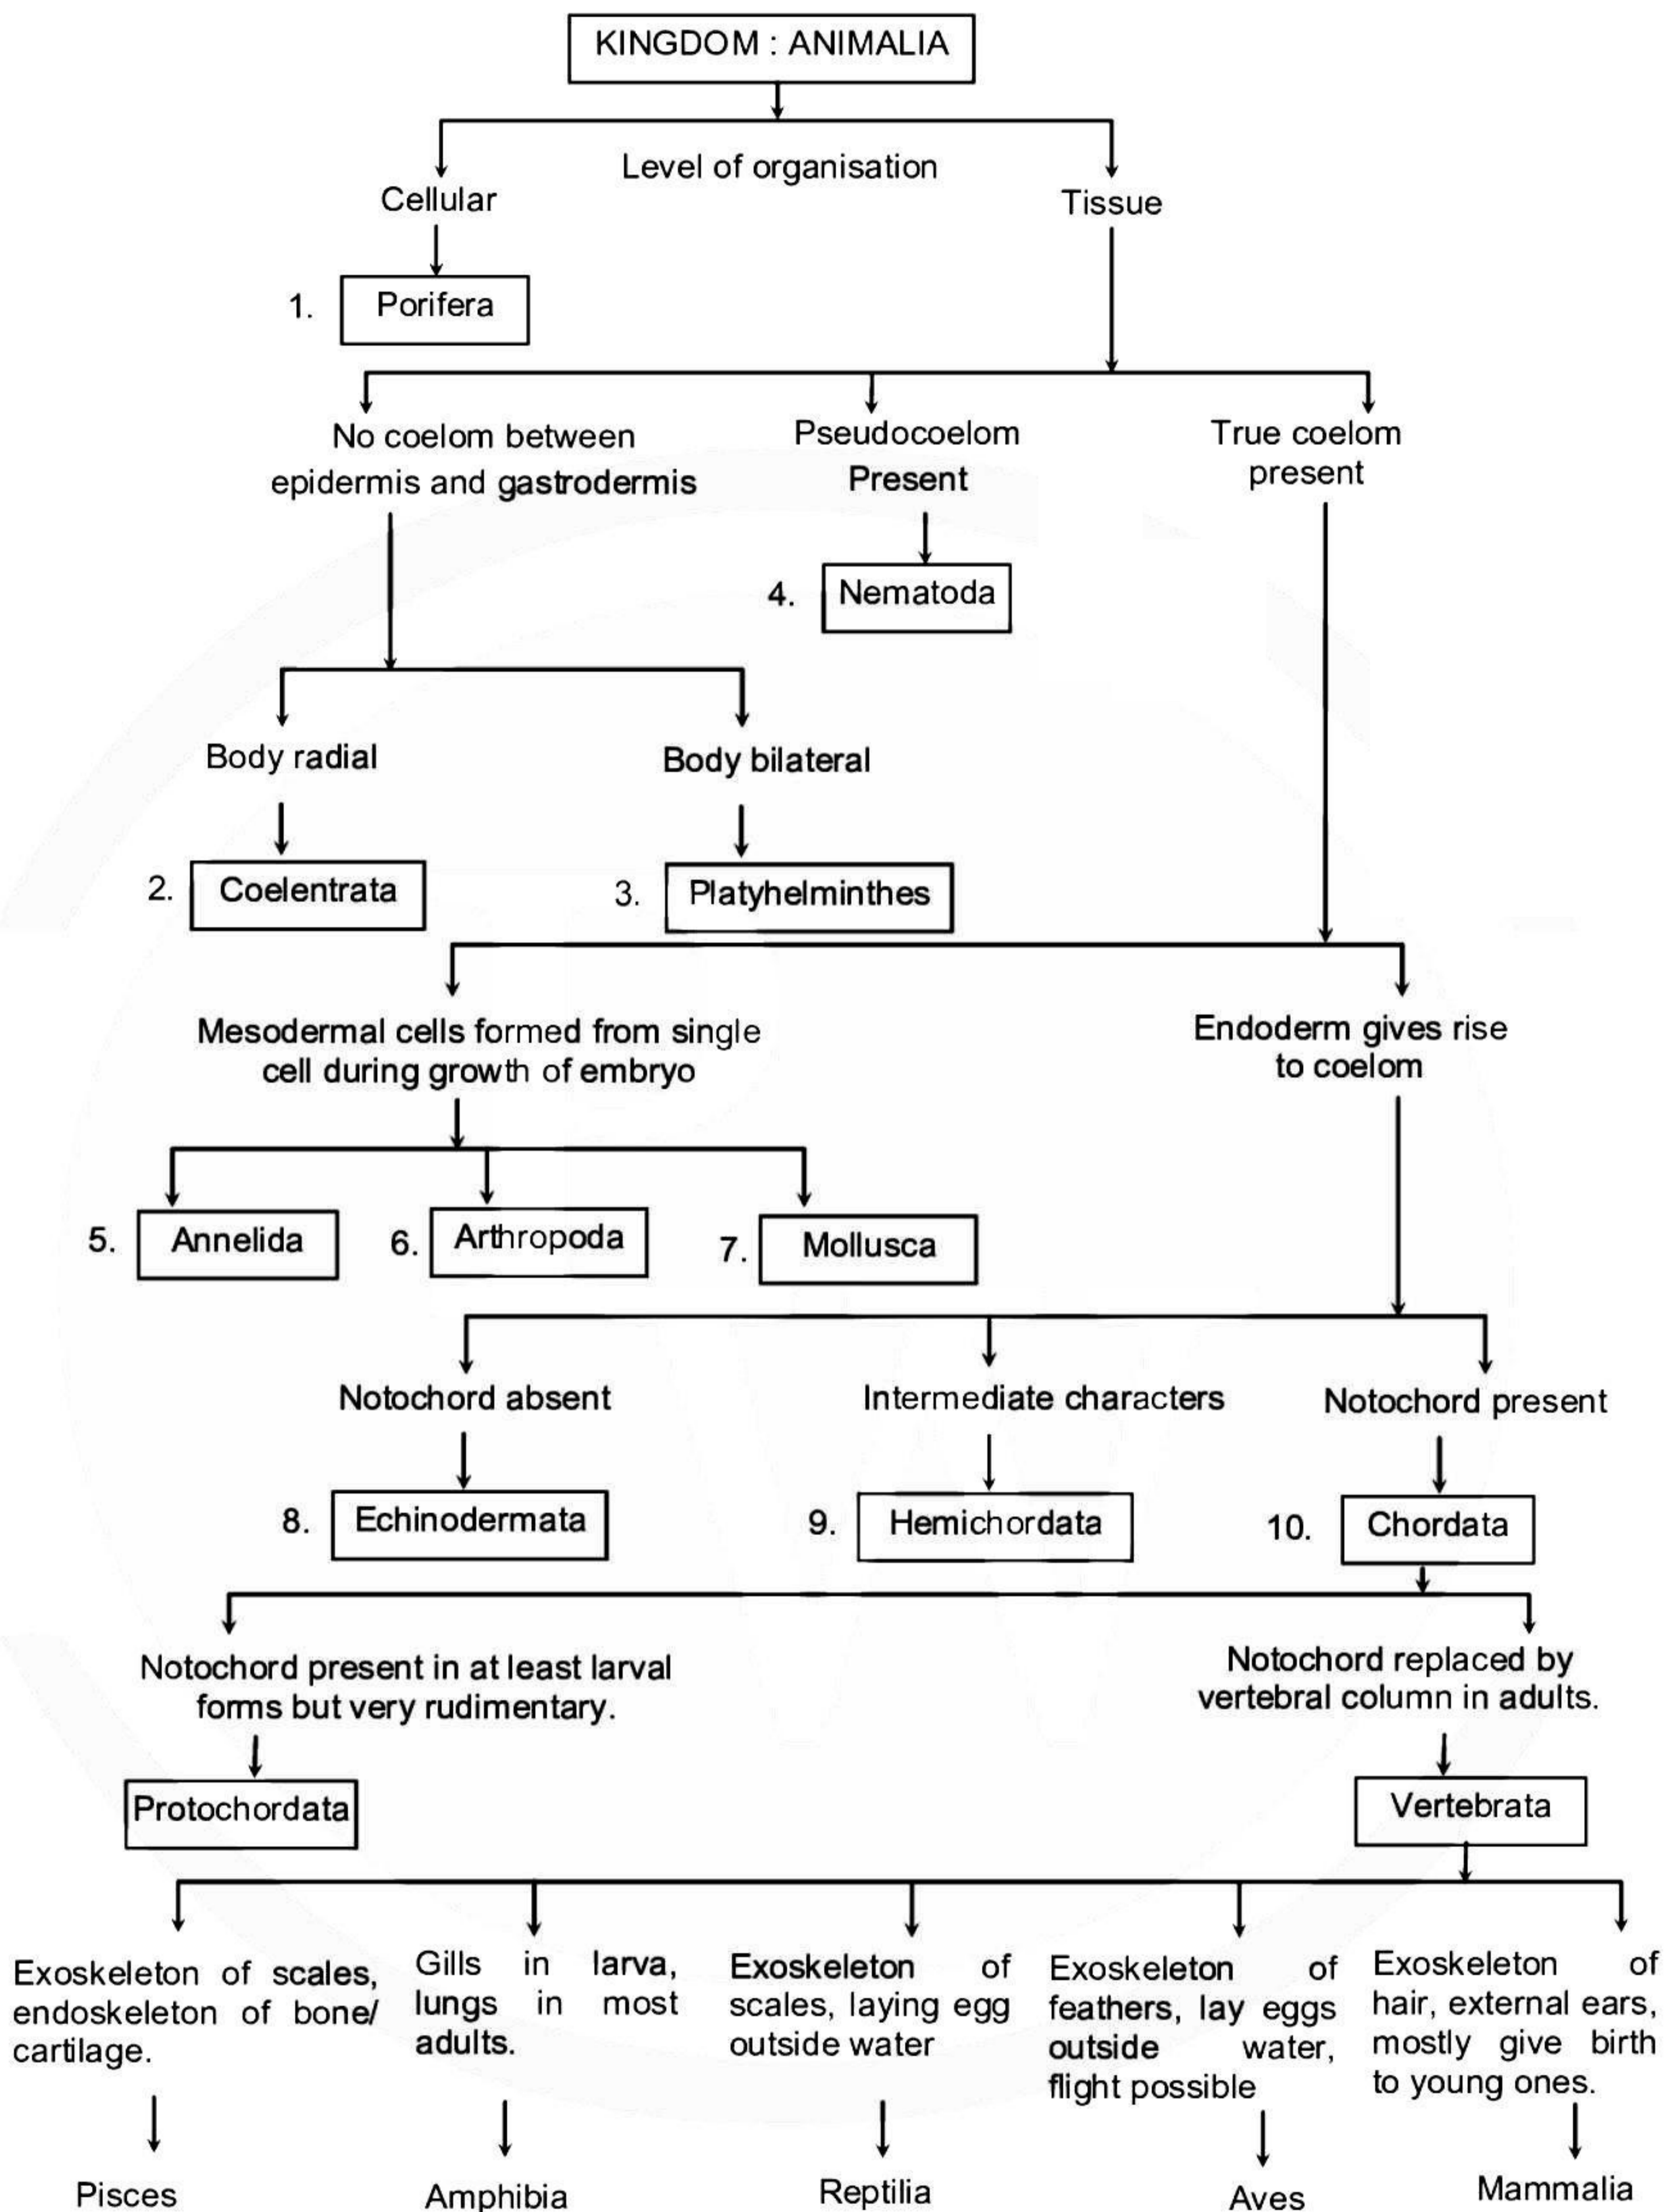 KINGDOM : ANIMALIA
Level of organisation
Cellular
Tissue
1.
Porifera
No coelom between
epidermis and gastrodermis
Pseudocoelom
Present
True coelom
present
4.
Nematoda
Body radial
Body bilateral
2.
Coelentrata
3.
Platyhelminthes
Mesodermal cells formed from single
cell during growth of embryo
Endoderm gives rise
to coelom
5.
Annelida
6.
Arthropoda
7.
Mollusca
Notochord absent
Intermediate characters
Notochord present
8.
Echinodermata
9.
Hemichordata
10.
Chordata
Notochord present in at least larval
forms but very rudimentary.
Notochord replaced by
vertebral column in adults.
Protochordata
Vertebrata
Exoskeleton of scales,
endoskeleton of bone/
cartilage.
Gills in larva,
lungs in most
adults.
Exoskeleton of
scales, laying egg
outside water
Exoskeleton of
feathers, lay eggs
outside water,
flight possible
Exoskeleton of
hair, external ears,
mostly give birth
to young ones.
Pisces
Amphibia
Reptilia
Aves
Mammalia